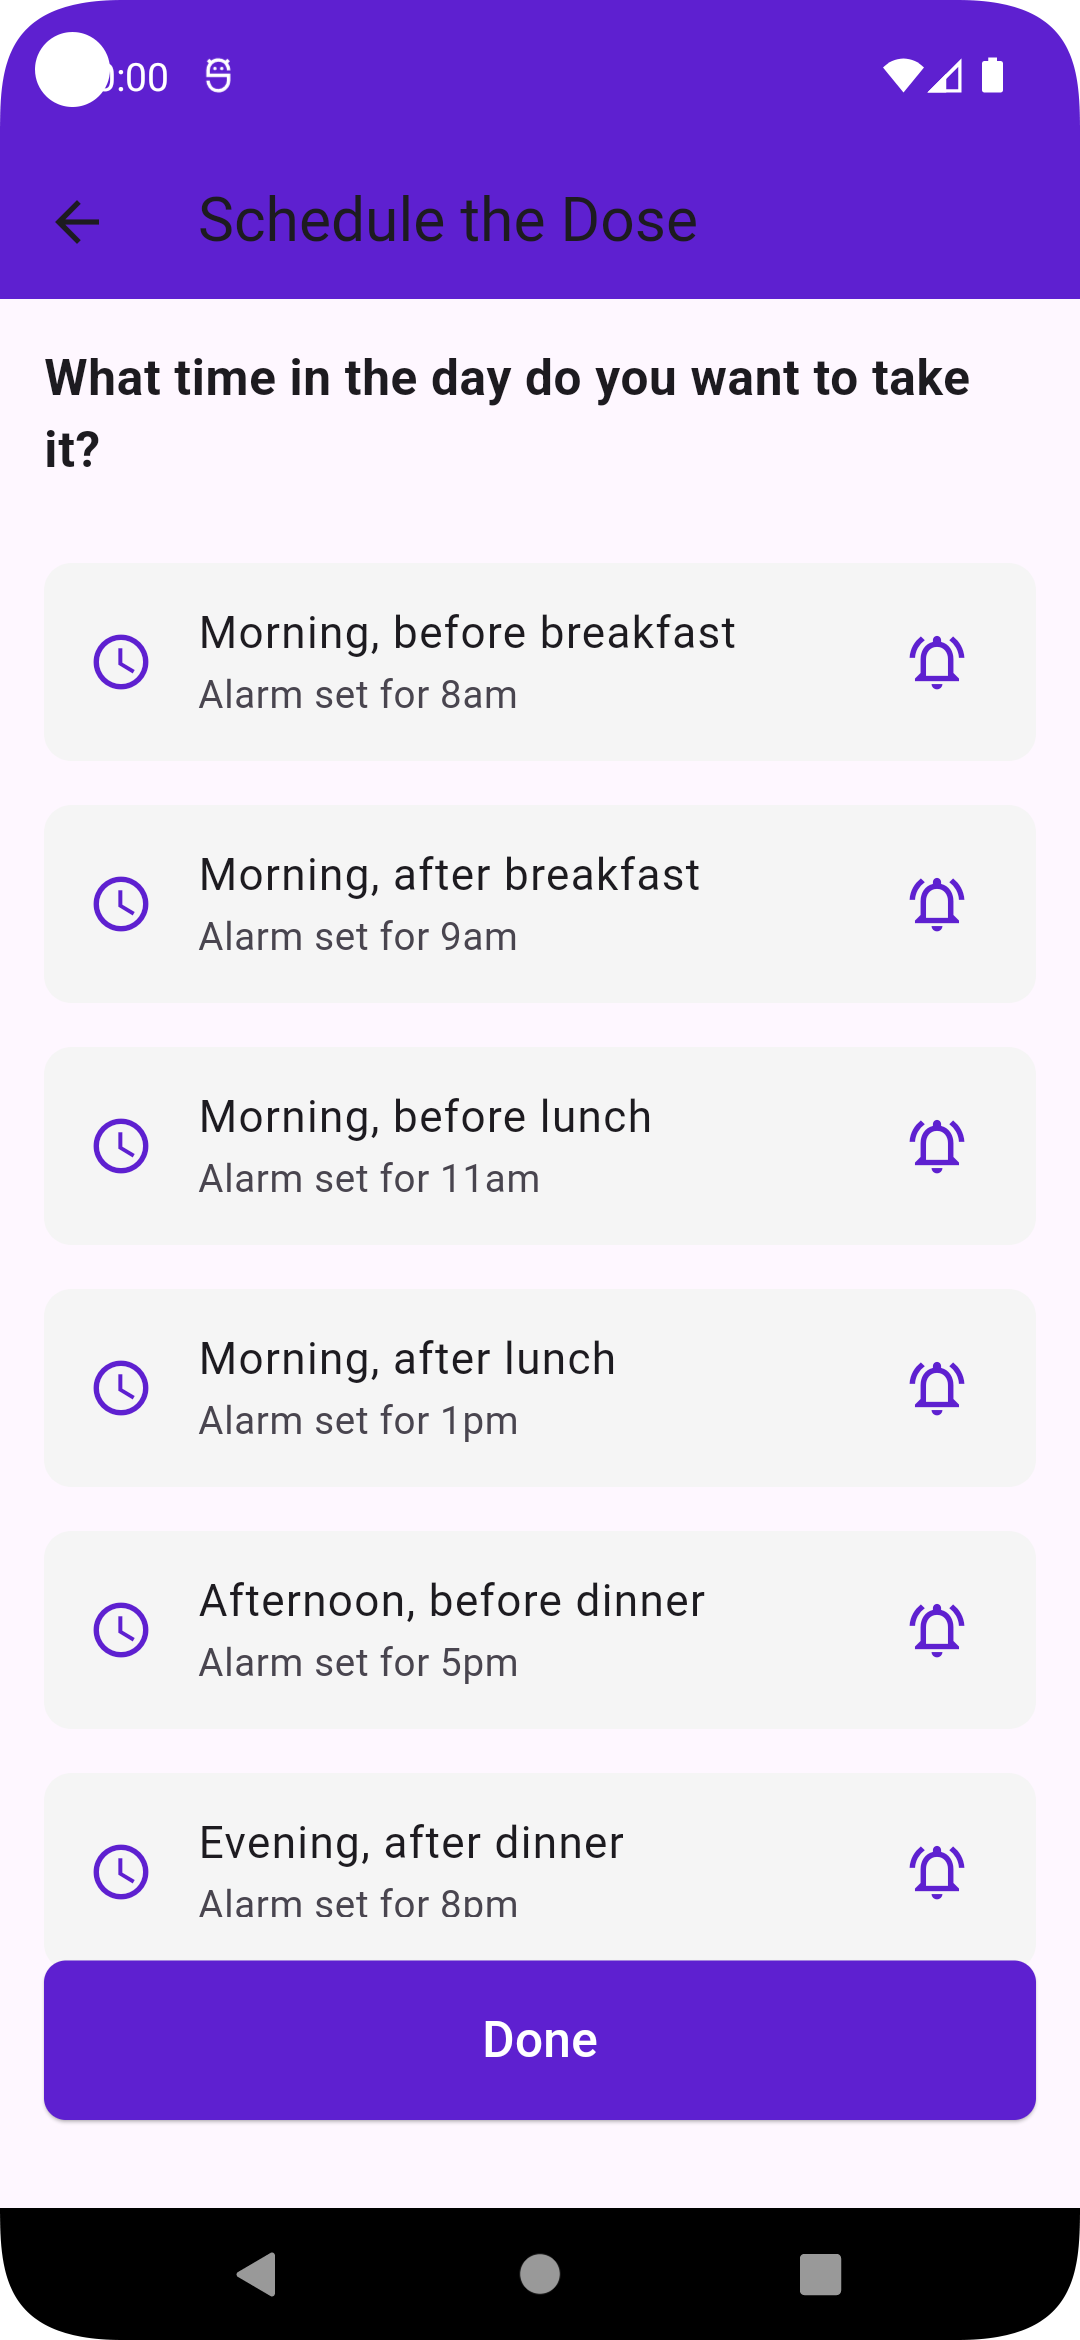 :00
Schedule the Dose
What time in the day do you want to take
it?
Morning, before breakfast
Alarm set for 8am
Morning, after breakfast
Alarm set for 9am
Morning, before lunch
Alarm set for 11am
Morning, after lunch
Alarm set for 1pm
Afternoon, before dinner
Alarm set for 5pm
Evening, after dinner
Alarm set for 8pm
Done